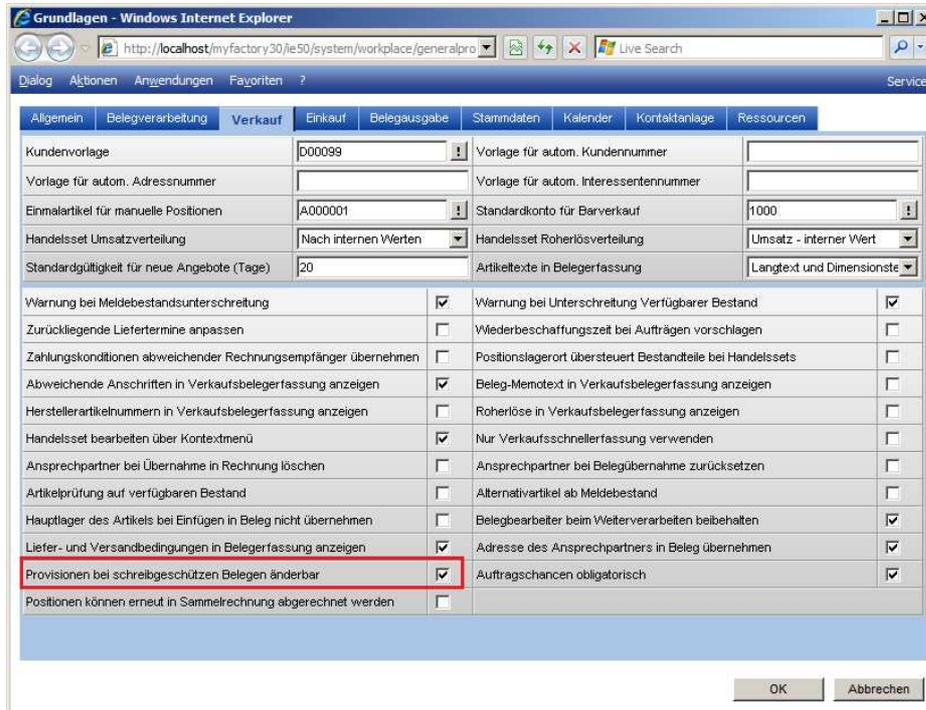 Grundlagen - Windows Internet Explorer
http://localhost/myfactory30/ie50/system/workplace/generalpro
Live Search
Dialog Aktionen Anwendungen Favoriten ? Service
Allgemein Belegverarbeitung Verkauf Einkauf Belegausgabe Stammdaten Kalender Kontaktanlage Ressourcen
Kundenvorlage D00099 ! Vorlage für autom. Kundennummer
Vorlage für autom. Adressnummer Vorlage für autom. Interessentennummer
Einmalartikel für manuelle Positionen A000001 ! Standardkonto für Barverkauf 1000 !
Handelsset Umsatzverteilung Nach internen Werten Handelsset Roherlösverteilung Umsatz - interner Wert
Standardgültigkeit für neue Angebote (Tage) 20 Artikeltexte in Belegerfassung Langtext und Dimensionste
Warnung bei Meldebestandsunterschreitung Warnung bei Unterschreitung Verfügbarer Bestand
Zurückliegende Liefertermine anpassen Wiederbeschaffungszeit bei Aufträgen vorschlagen
Zahlungskonditionen abweichender Rechnungsempfänger übernehmen Positionslagerort übersteuert Bestandteile bei Handelssets
Abweichende Anschriften in Verkaufsbelegerfassung anzeigen Beleg-Memotext in Verkaufsbelegerfassung anzeigen
Herstellerartikelnummern in Verkaufsbelegerfassung anzeigen Roherlöse in Verkaufsbelegerfassung anzeigen
Handelsset bearbeiten über Kontextmenü Nur Verkaufsschnellerfassung verwenden
Ansprechpartner bei Übernahme in Rechnung löschen Ansprechpartner bei Belegübernahme zurücksetzen
Artikelprüfung auf verfügbaren Bestand Alternativartikel ab Meldebestand
Hauptlager des Artikels bei Einfügen in Beleg nicht übernehmen Belegbearbeiter beim Weiterverarbeiten beibehalten
Liefer- und Versandbedingungen in Belegerfassung anzeigen Adresse des Ansprechpartners in Beleg übernehmen
Provisionen bei schreibgeschützen Belegen änderbar Auftragschancen obligatorisch
Positionen können erneut in Sammelrechnung abgerechnet werden
OK Abbrechen